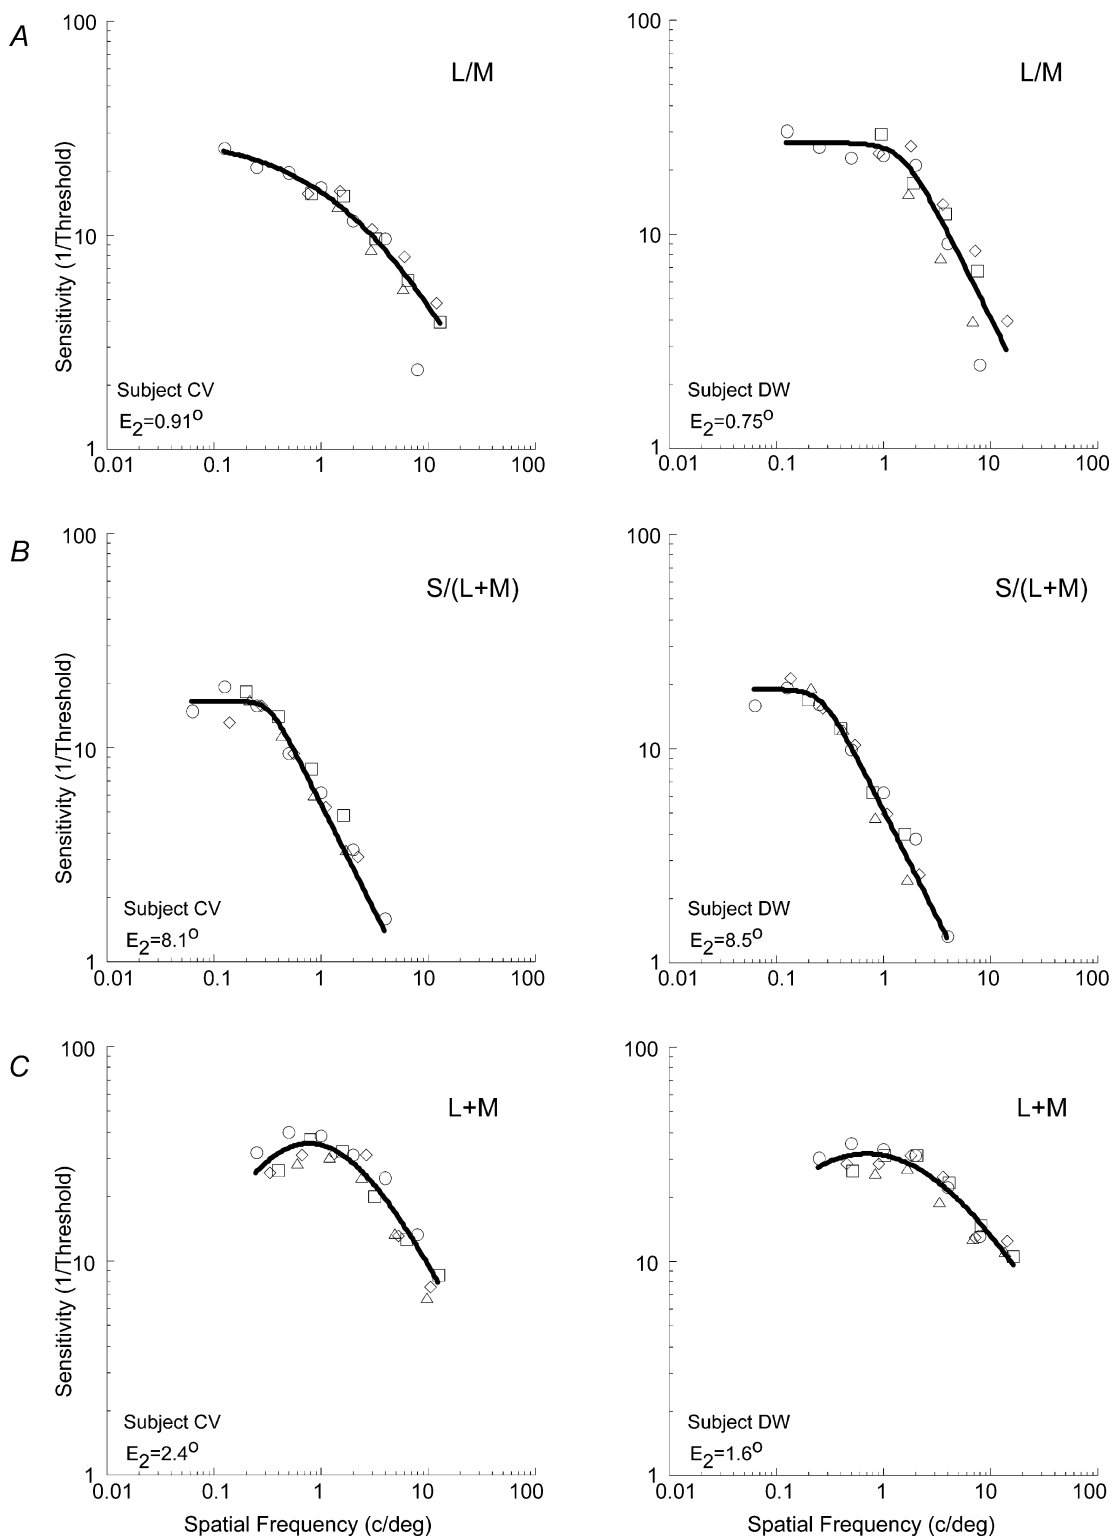 A
L/M
L/M
Sensitivity (1/Threshold)
100
10
1
0.01 0.1 1 10 100
Subject CV
E2=0.91o
100
10
1
0.01 0.1 1 10 100
Subject DW
E2=0.75o
B
S/(L+M)
S/(L+M)
Sensitivity (1/Threshold)
100
10
1
0.01 0.1 1 10 100
Subject CV
E2=8.1o
100
10
1
0.01 0.1 1 10 100
Subject DW
E2=8.5o
C
L+M
L+M
Sensitivity (1/Threshold)
100
10
1
0.01 0.1 1 10 100
Subject CV
E2=2.4o
Spatial Frequency (c/deg)
100
10
1
0.01 0.1 1 10 100
Subject DW
E2=1.6o
Spatial Frequency (c/deg)